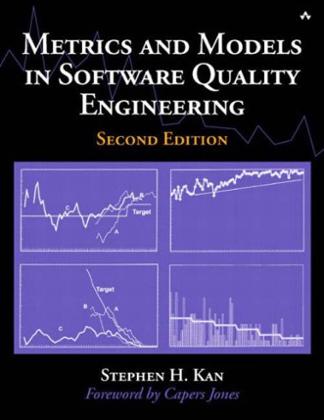 METRICS AND MODELS
IN SOFTWARE QUALITY
ENGINEERING
SECOND EDITION
C
B
A
Target
Target
B
A
C
STEPHEN H. KAN
Foreword by Capers Jones